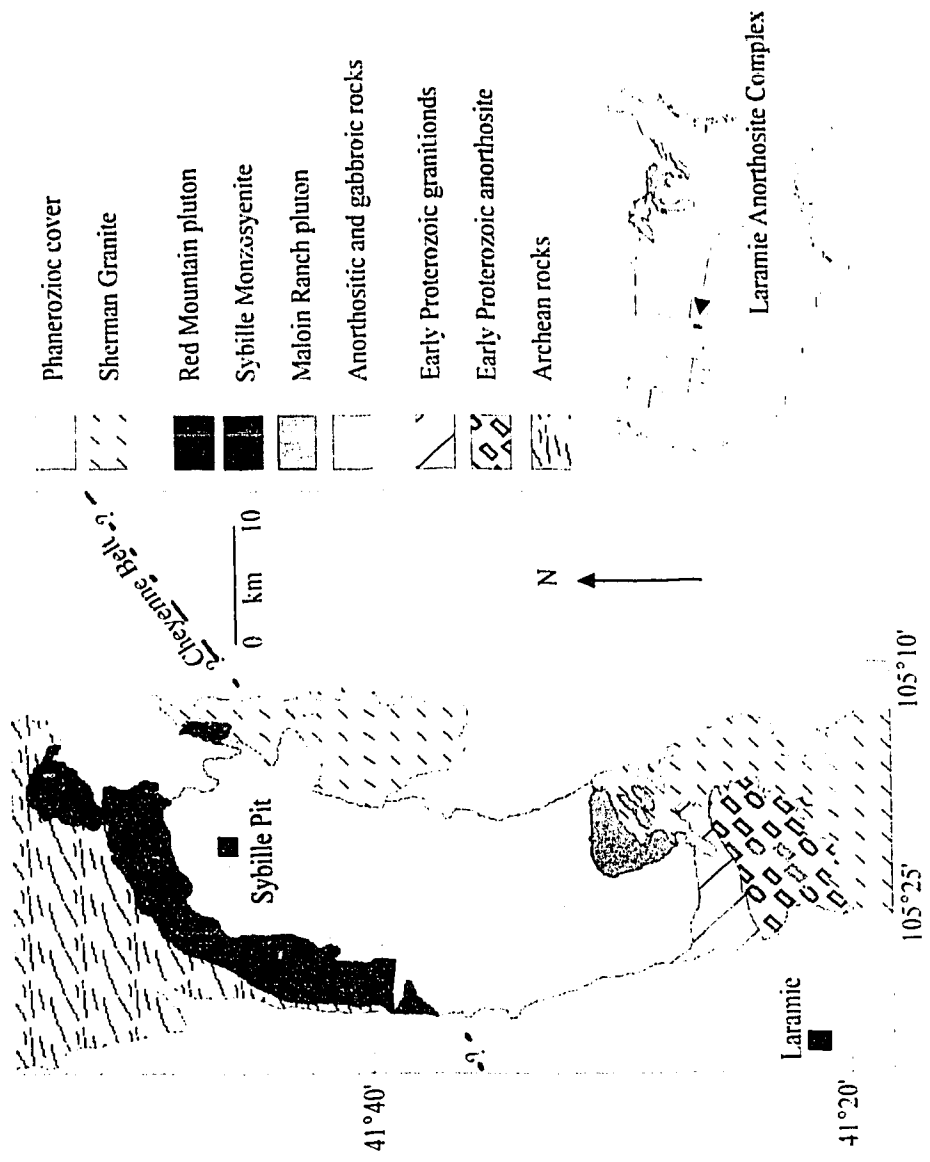 Phanerozioc cover
Sherman Granite
Red Mountain pluton
Sybille Monzosyenite
Maloin Ranch pluton
Anorthositic and gabbroic rocks
Early Proterozoic granitionds
Early Proterozoic anorthosite
Archean rocks
Laramie Anorthosite Complex
? Cheyenne Belt ?
0 km 10
N
Sybille Pit
?
Laramie
41°40'
41°20'
105°25'
105°10'